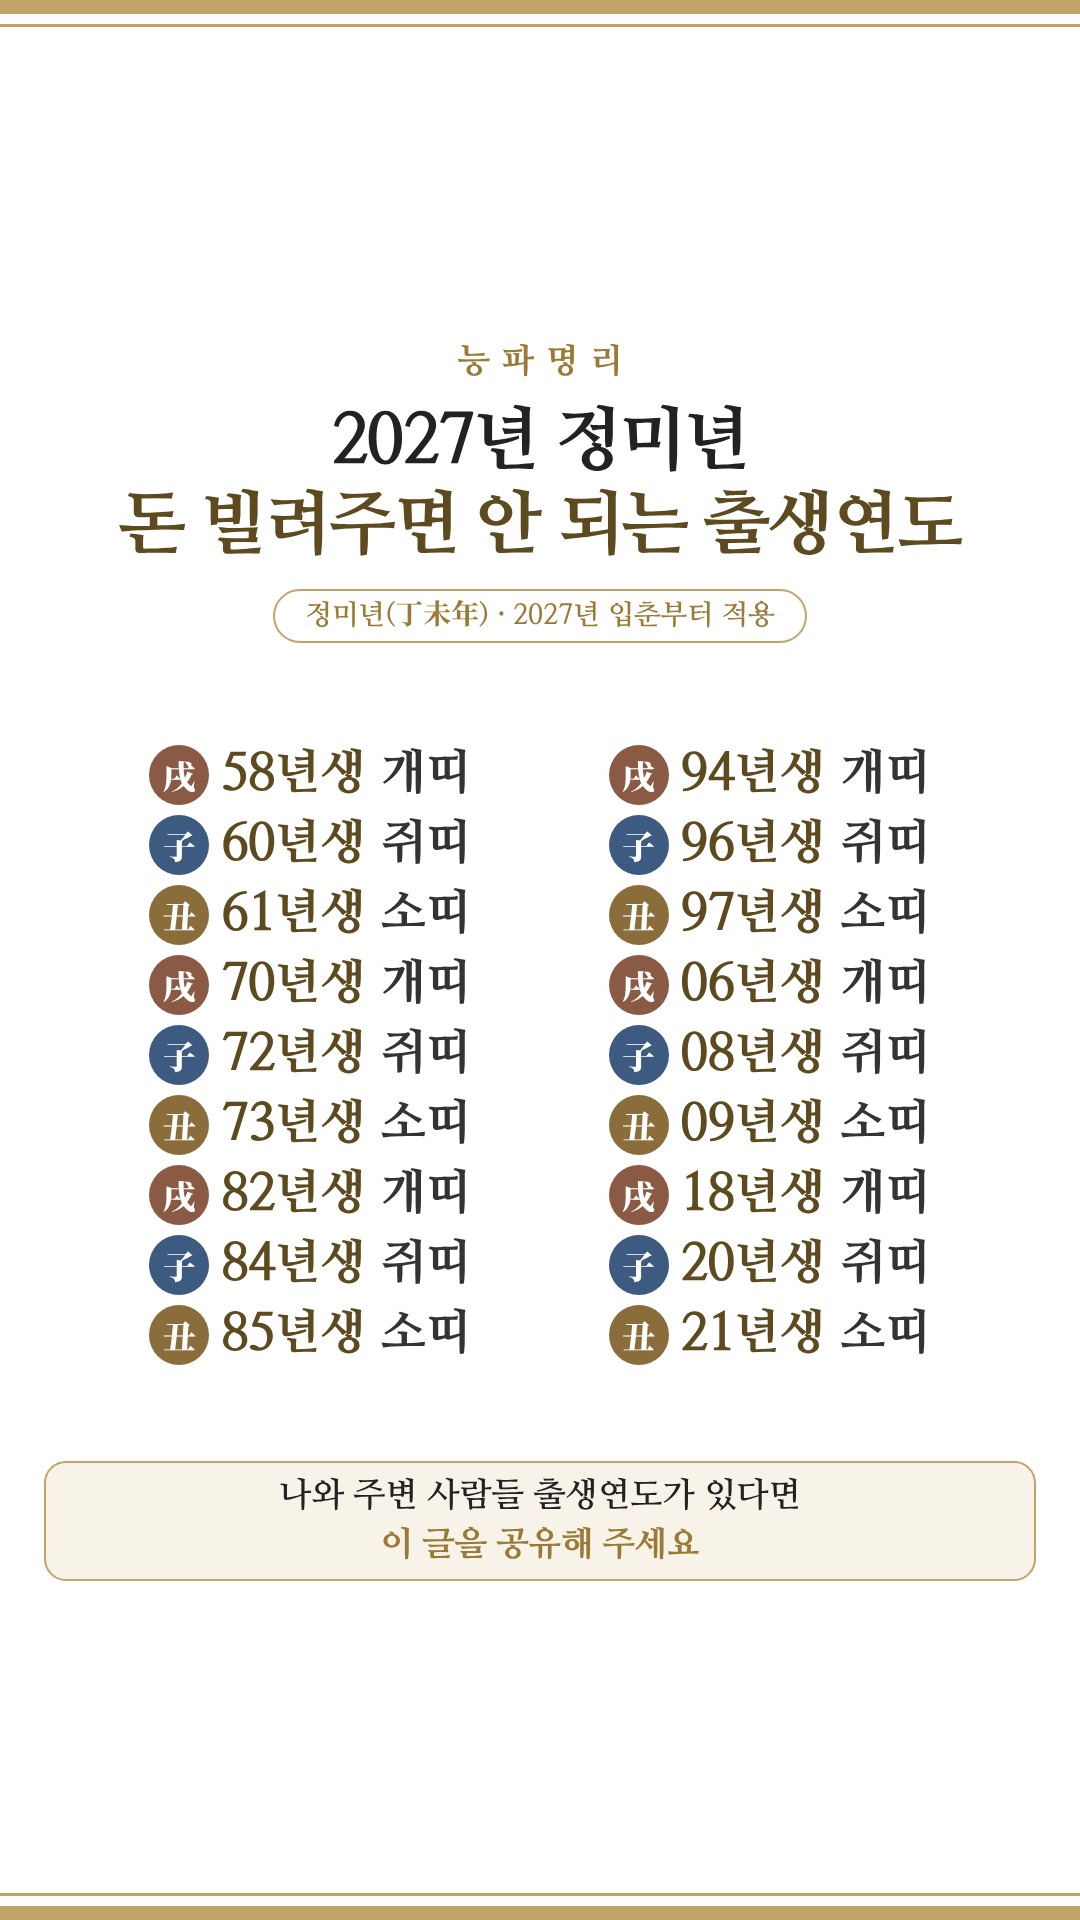 능파명리
2027년 정미년
돈 빌려주면 안 되는 출생연도
정미년(丁未年) · 2027년 입춘부터 적용
戌 58년생 개띠
子 60년생 쥐띠
丑 61년생 소띠
戌 70년생 개띠
子 72년생 쥐띠
丑 73년생 소띠
戌 82년생 개띠
子 84년생 쥐띠
丑 85년생 소띠
戌 94년생 개띠
子 96년생 쥐띠
丑 97년생 소띠
戌 06년생 개띠
子 08년생 쥐띠
丑 09년생 소띠
戌 18년생 개띠
子 20년생 쥐띠
丑 21년생 소띠
나와 주변 사람들 출생연도가 있다면
이 글을 공유해 주세요